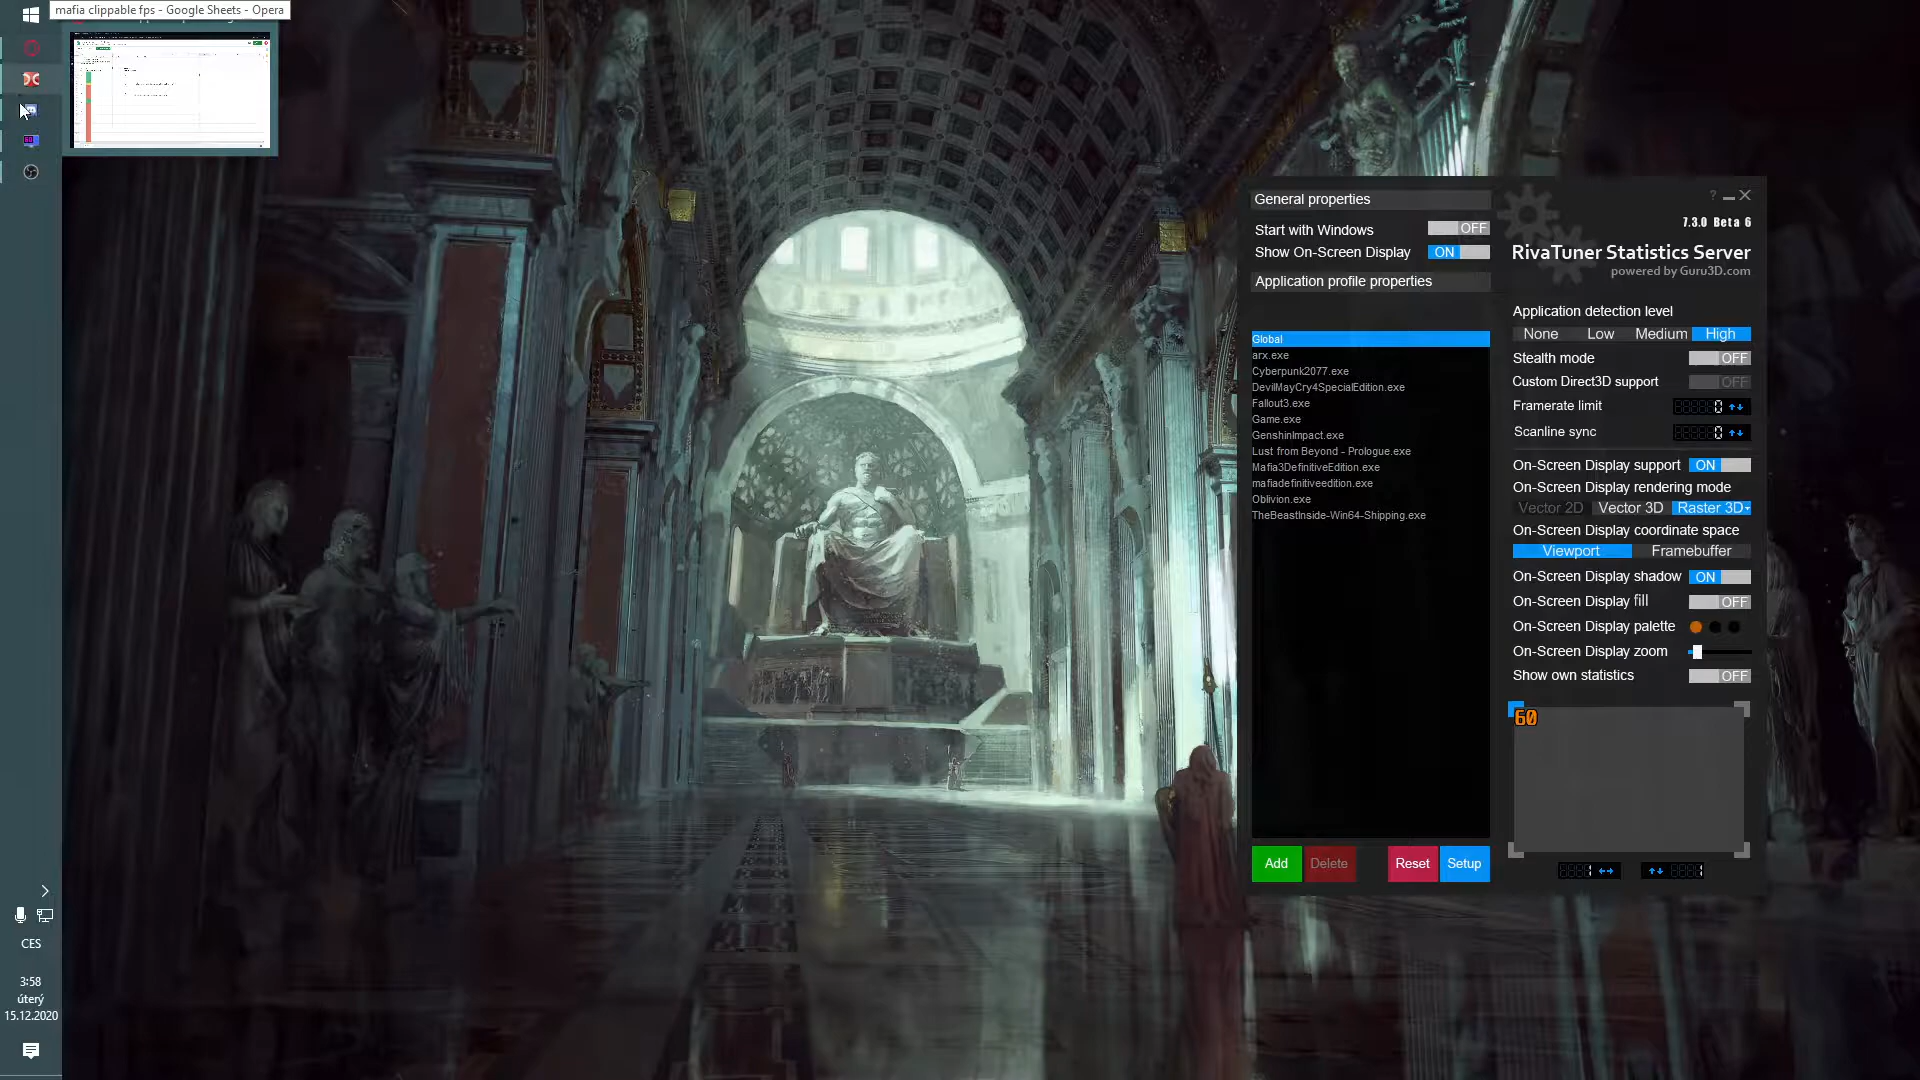 mafia clippable fps - Google Sheets - Opera
General properties
Start with Windows
OFF
Show On-Screen Display
ON
Application profile properties
Global
arx.exe
Cyberpunk2077.exe
DevilMayCry4SpecialEdition.exe
Fallout3.exe
Game.exe
GenshinImpact.exe
Lust from Beyond - Prologue.exe
Mafia3DefinitiveEdition.exe
mafiadefinitiveedition.exe
Oblivion.exe
TheBeastInside-Win64-Shipping.exe
Add
Delete
Reset
Setup
?
7.3.0 Beta 6
RivaTuner Statistics Server
powered by Guru3D.com
Application detection level
None Low Medium High
Stealth mode
OFF
Custom Direct3D support
OFF
Framerate limit
0
Scanline sync
0
On-Screen Display support
ON
On-Screen Display rendering mode
Vector 2D Vector 3D Raster 3D
On-Screen Display coordinate space
Viewport Framebuffer
On-Screen Display shadow
ON
On-Screen Display fill
OFF
On-Screen Display palette
On-Screen Display zoom
Show own statistics
OFF
60
1
1
CES
3:58
úterý
15.12.2020